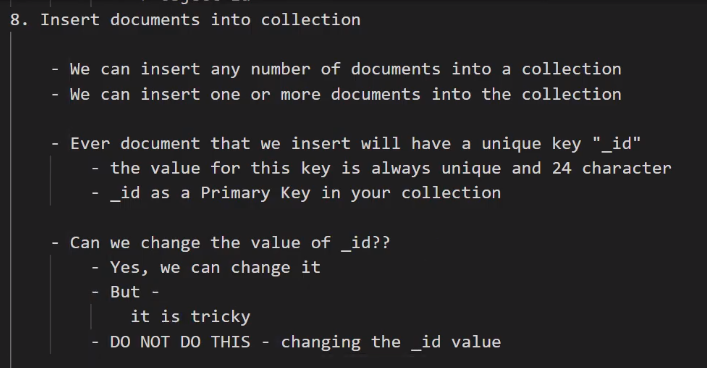 8. Insert documents into collection
- We can insert any number of documents into a collection
- We can insert one or more documents into the collection
- Ever document that we insert will have a unique key "_id"
- the value for this key is always unique and 24 character
- _id as a Primary Key in your collection
- Can we change the value of _id??
- Yes, we can change it
- But -
it is tricky
- DO NOT DO THIS - changing the _id value